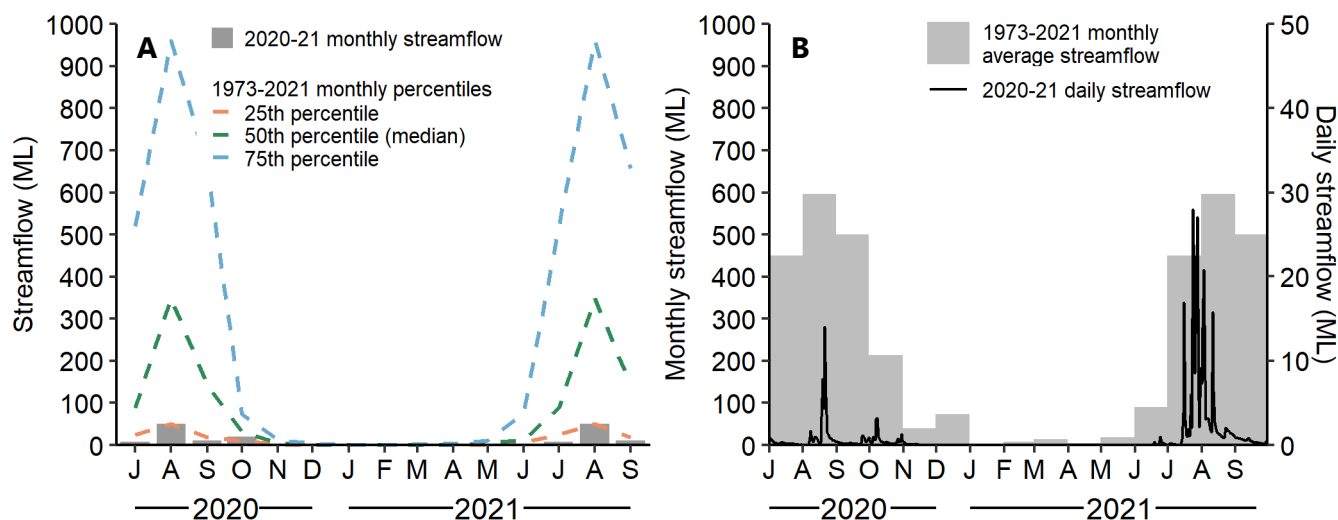 A
2020-21 monthly streamflow
1973-2021 monthly percentiles
25th percentile
50th percentile (median)
75th percentile
Streamflow (ML)
1000
900
800
700
600
500
400
300
200
100
0
J A S O N D J F M A M J J A S
2020 2021
B
1973-2021 monthly
average streamflow
2020-21 daily streamflow
Monthly streamflow (ML)
1000
900
800
700
600
500
400
300
200
100
0
Daily streamflow (ML)
50
40
30
20
10
0
J A S O N D J F M A M J J A S
2020 2021